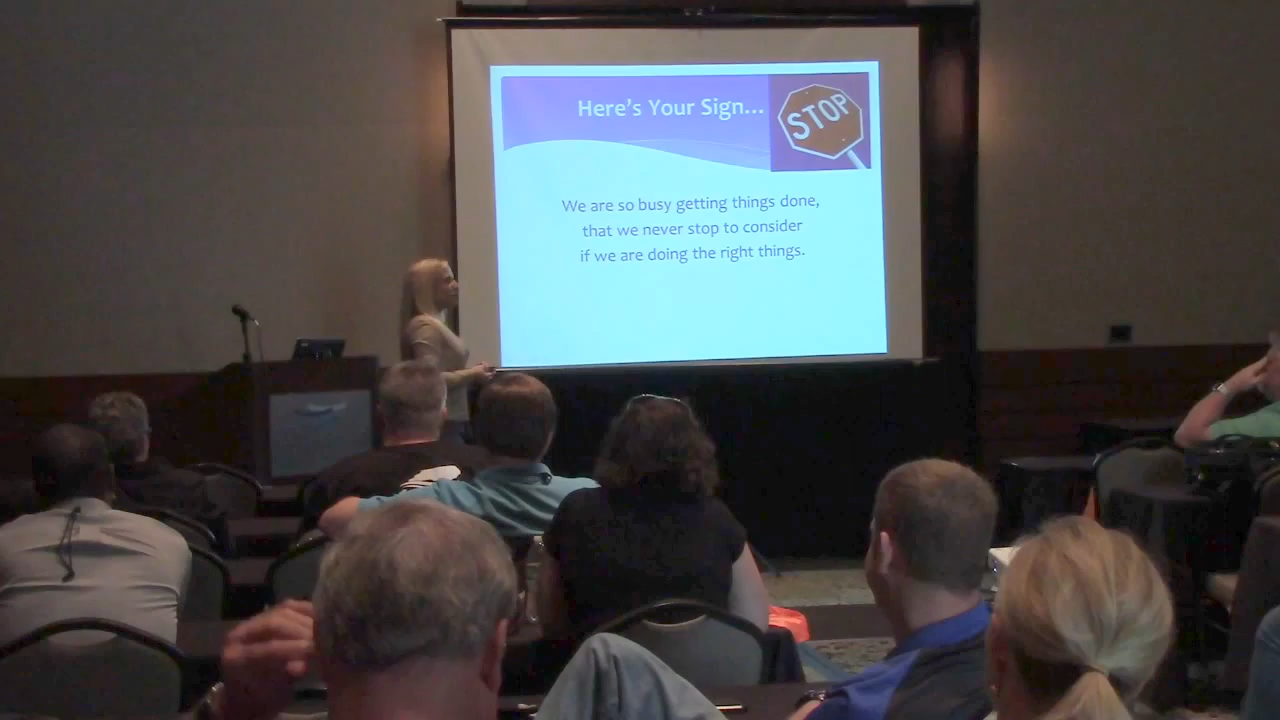 Here's Your Sign...
STOP
We are so busy getting things done,
that we never stop to consider
if we are doing the right things.